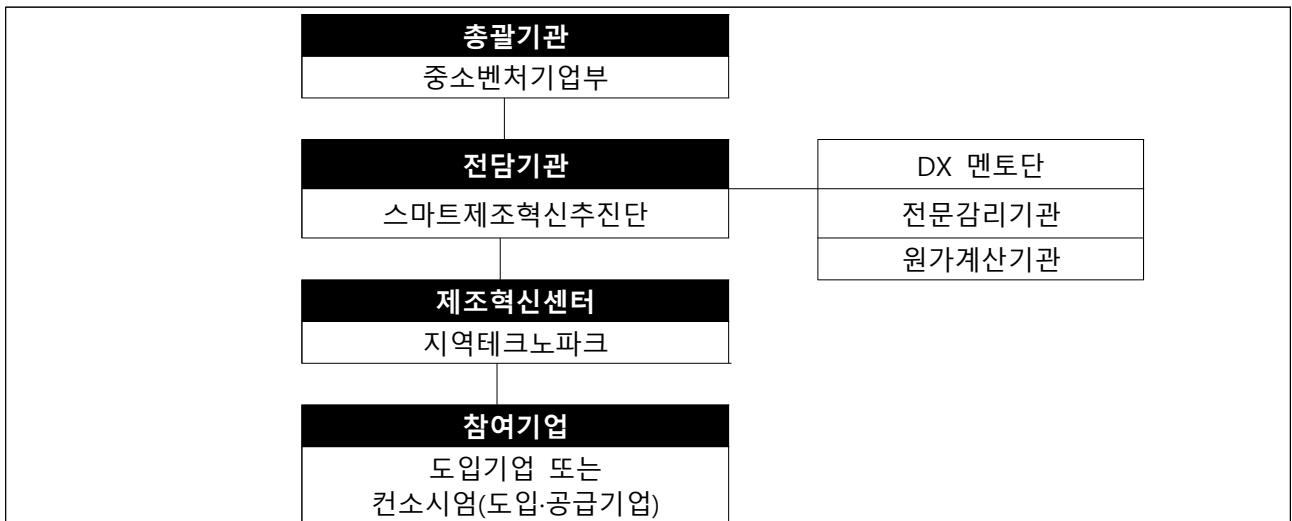 총괄기관
중소벤처기업부
전담기관
스마트제조혁신추진단
DX 멘토단
전문감리기관
원가계산기관
제조혁신센터
지역테크노파크
참여기업
도입기업 또는
컨소시엄(도입·공급기업)